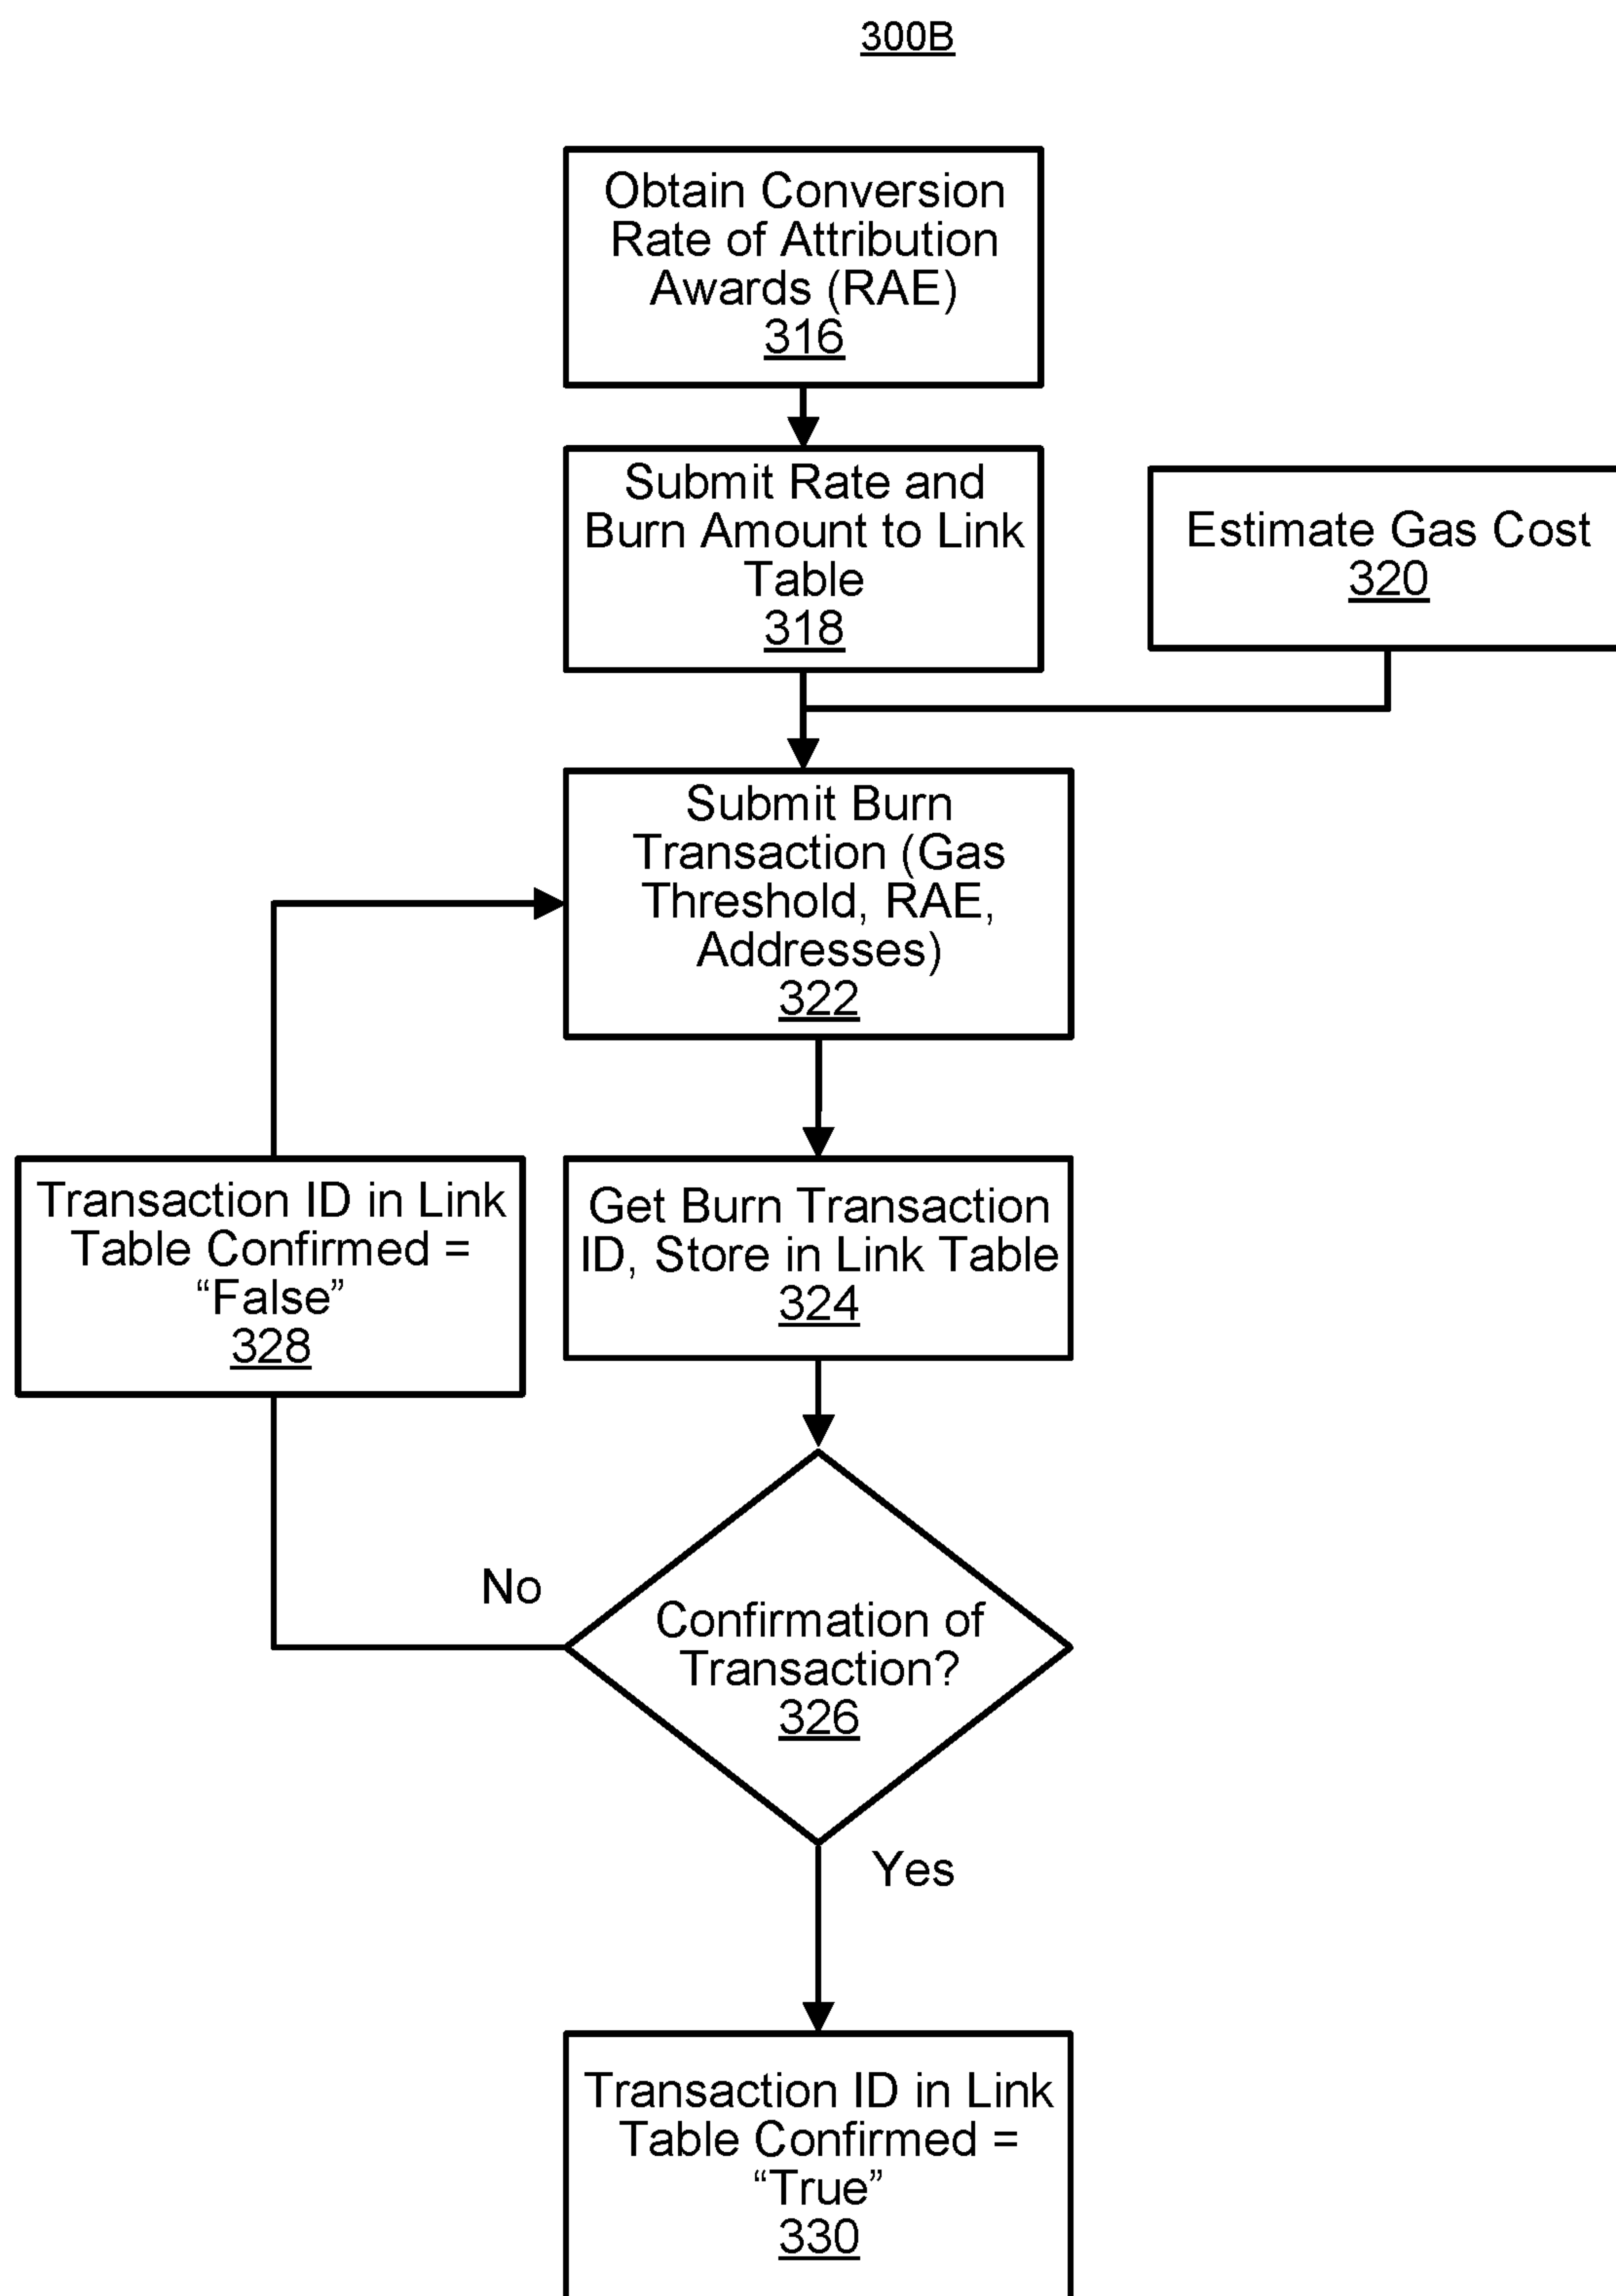 300B
Obtain Conversion
Rate of Attribution
Awards (RAE)
316
Submit Rate and
Burn Amount to Link
Table
318
Estimate Gas Cost
320
Submit Burn
Transaction (Gas
Threshold, RAE,
Addresses)
322
Transaction ID in Link
Table Confirmed =
“False”
328
Get Burn Transaction
ID, Store in Link Table
324
No
Confirmation of
Transaction?
326
Yes
Transaction ID in Link
Table Confirmed =
“True”
330